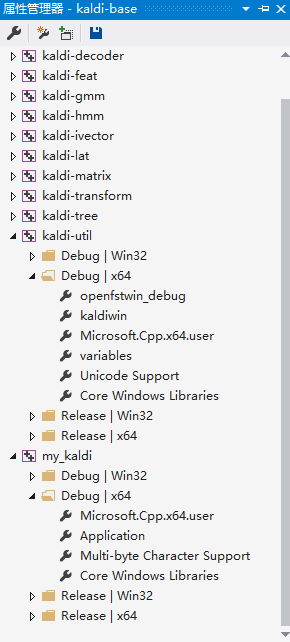 属性管理器 - kaldi-base
kaldi-decoder
kaldi-feat
kaldi-gmm
kaldi-hmm
kaldi-ivector
kaldi-lat
kaldi-matrix
kaldi-transform
kaldi-tree
kaldi-util
Debug | Win32
Debug | x64
openfstwin_debug
kaldiwin
Microsoft.Cpp.x64.user
variables
Unicode Support
Core Windows Libraries
Release | Win32
Release | x64
my_kaldi
Debug | Win32
Debug | x64
Microsoft.Cpp.x64.user
Application
Multi-byte Character Support
Core Windows Libraries
Release | Win32
Release | x64